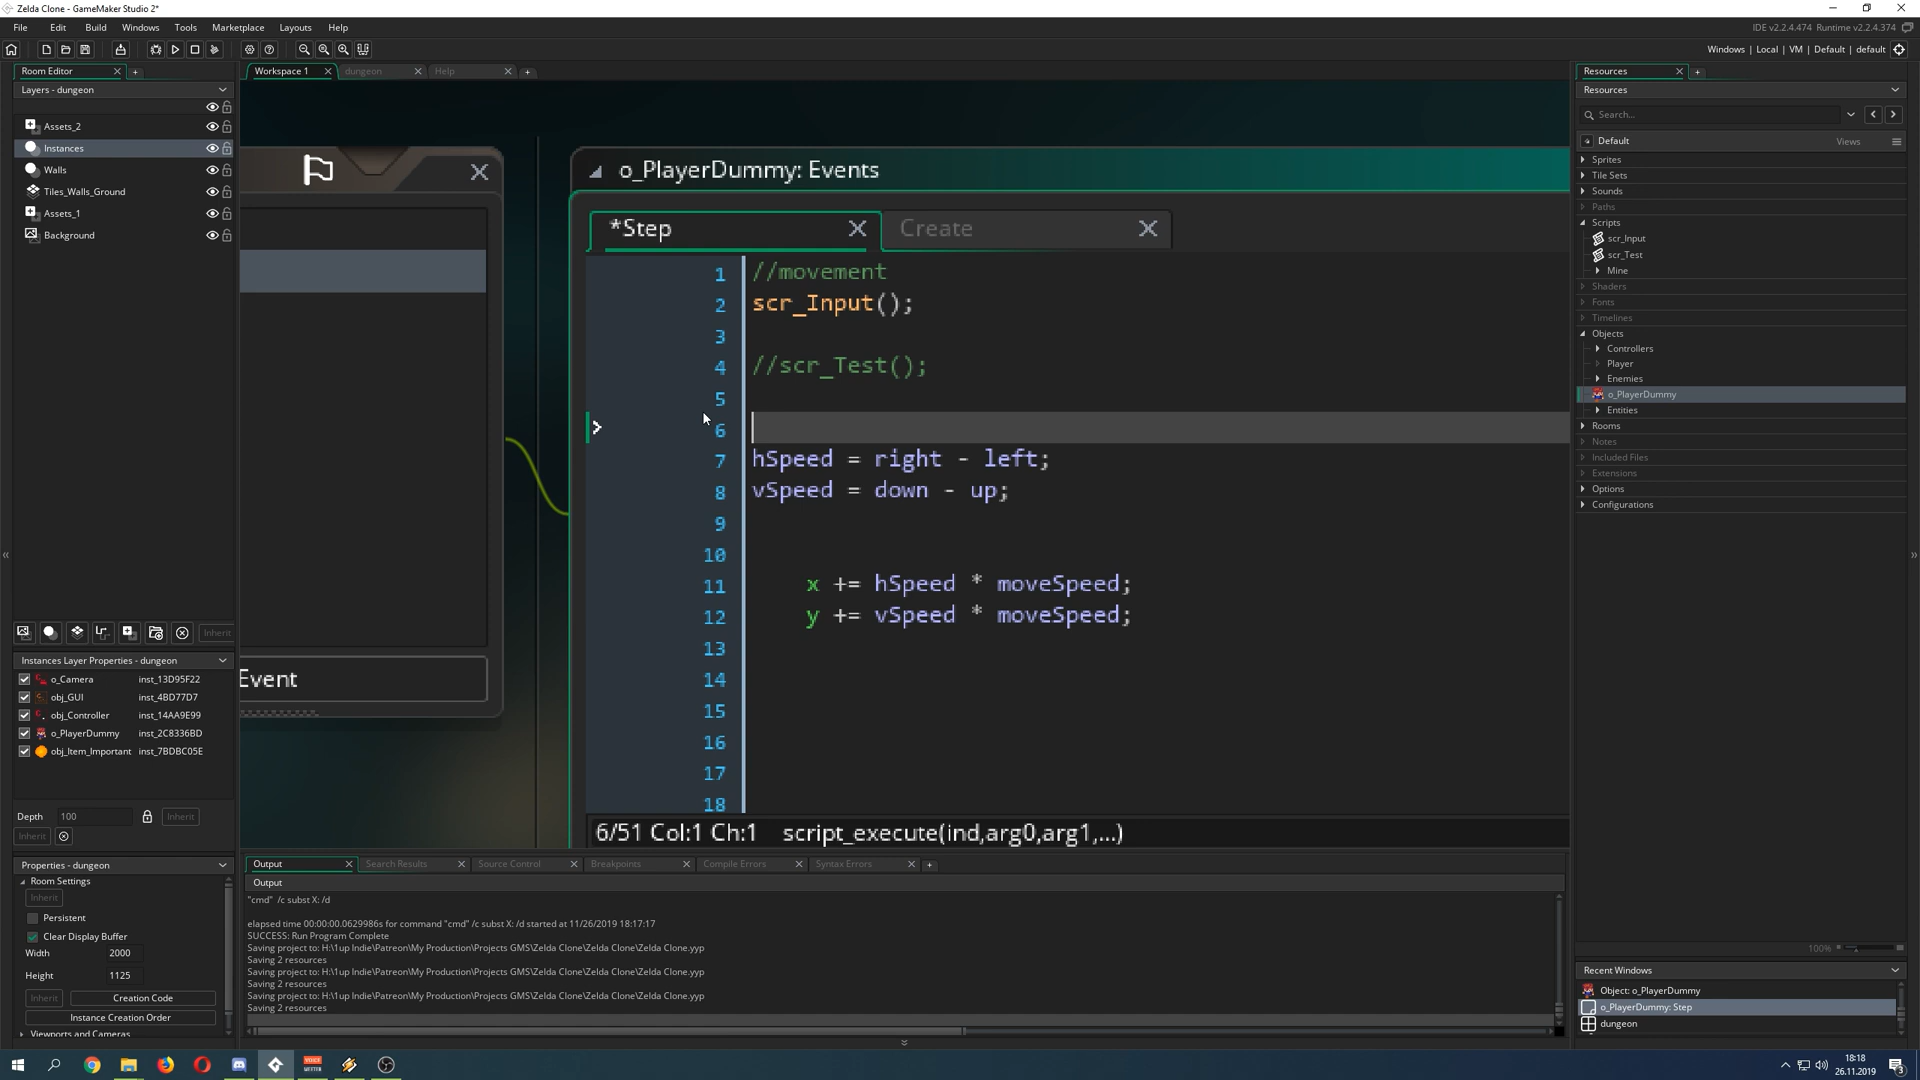 Zelda Clone - GameMaker Studio 2*
File Edit Build Windows Tools Marketplace Layouts Help
IDE v2.2.4.474 Runtime v2.2.4.374
Windows | Local | VM | Default | default
Room Editor
Layers - dungeon
Assets_2
Instances
Walls
Tiles_Walls_Ground
Assets_1
Background
Inherit
Instances Layer Properties - dungeon
o_Camera inst_13D95F22
obj_GUI inst_4BD77D7
obj_Controller inst_14AA9E99
o_PlayerDummy inst_2C8336BD
obj_Item_Important inst_7BDBC05E
Depth 100 Inherit
Inherit
Properties - dungeon
Room Settings
Inherit
Persistent
Clear Display Buffer
Width 2000
Height 1125
Inherit Creation Code
Instance Creation Order
Viewports and Cameras
Workspace 1 dungeon Help
Event
o_PlayerDummy: Events
*Step Create
1 //movement
2 scr_Input();
3
4 //scr_Test();
5
6
7 hSpeed = right - left;
8 vSpeed = down - up;
9
10
11 x += hSpeed * moveSpeed;
12 y += vSpeed * moveSpeed;
13
14
15
16
17
18
6/51 Col:1 Ch:1 script_execute(ind,arg0,arg1,...)
Output Search Results Source Control Breakpoints Compile Errors Syntax Errors
Output
"cmd" /c subst X: /d
elapsed time 00:00:00.0629986s for command "cmd" /c subst X: /d started at 11/26/2019 18:17:17
SUCCESS: Run Program Complete
Saving project to: H:\1up Indie\Patreon\My Production\Projects GMS\Zelda Clone\Zelda Clone.yyp
Saving 2 resources
Saving project to: H:\1up Indie\Patreon\My Production\Projects GMS\Zelda Clone\Zelda Clone.yyp
Saving 2 resources
Saving project to: H:\1up Indie\Patreon\My Production\Projects GMS\Zelda Clone\Zelda Clone.yyp
Saving 2 resources
Resources
Resources
Search...
Default Views
Sprites
Tile Sets
Sounds
Paths
Scripts
scr_Input
scr_Test
Mine
Shaders
Fonts
Timelines
Objects
Controllers
Player
Enemies
o_PlayerDummy
Entities
Rooms
Notes
Included Files
Extensions
Options
Configurations
100%
Recent Windows
Object: o_PlayerDummy
o_PlayerDummy: Step
dungeon
18:18
26.11.2019
3